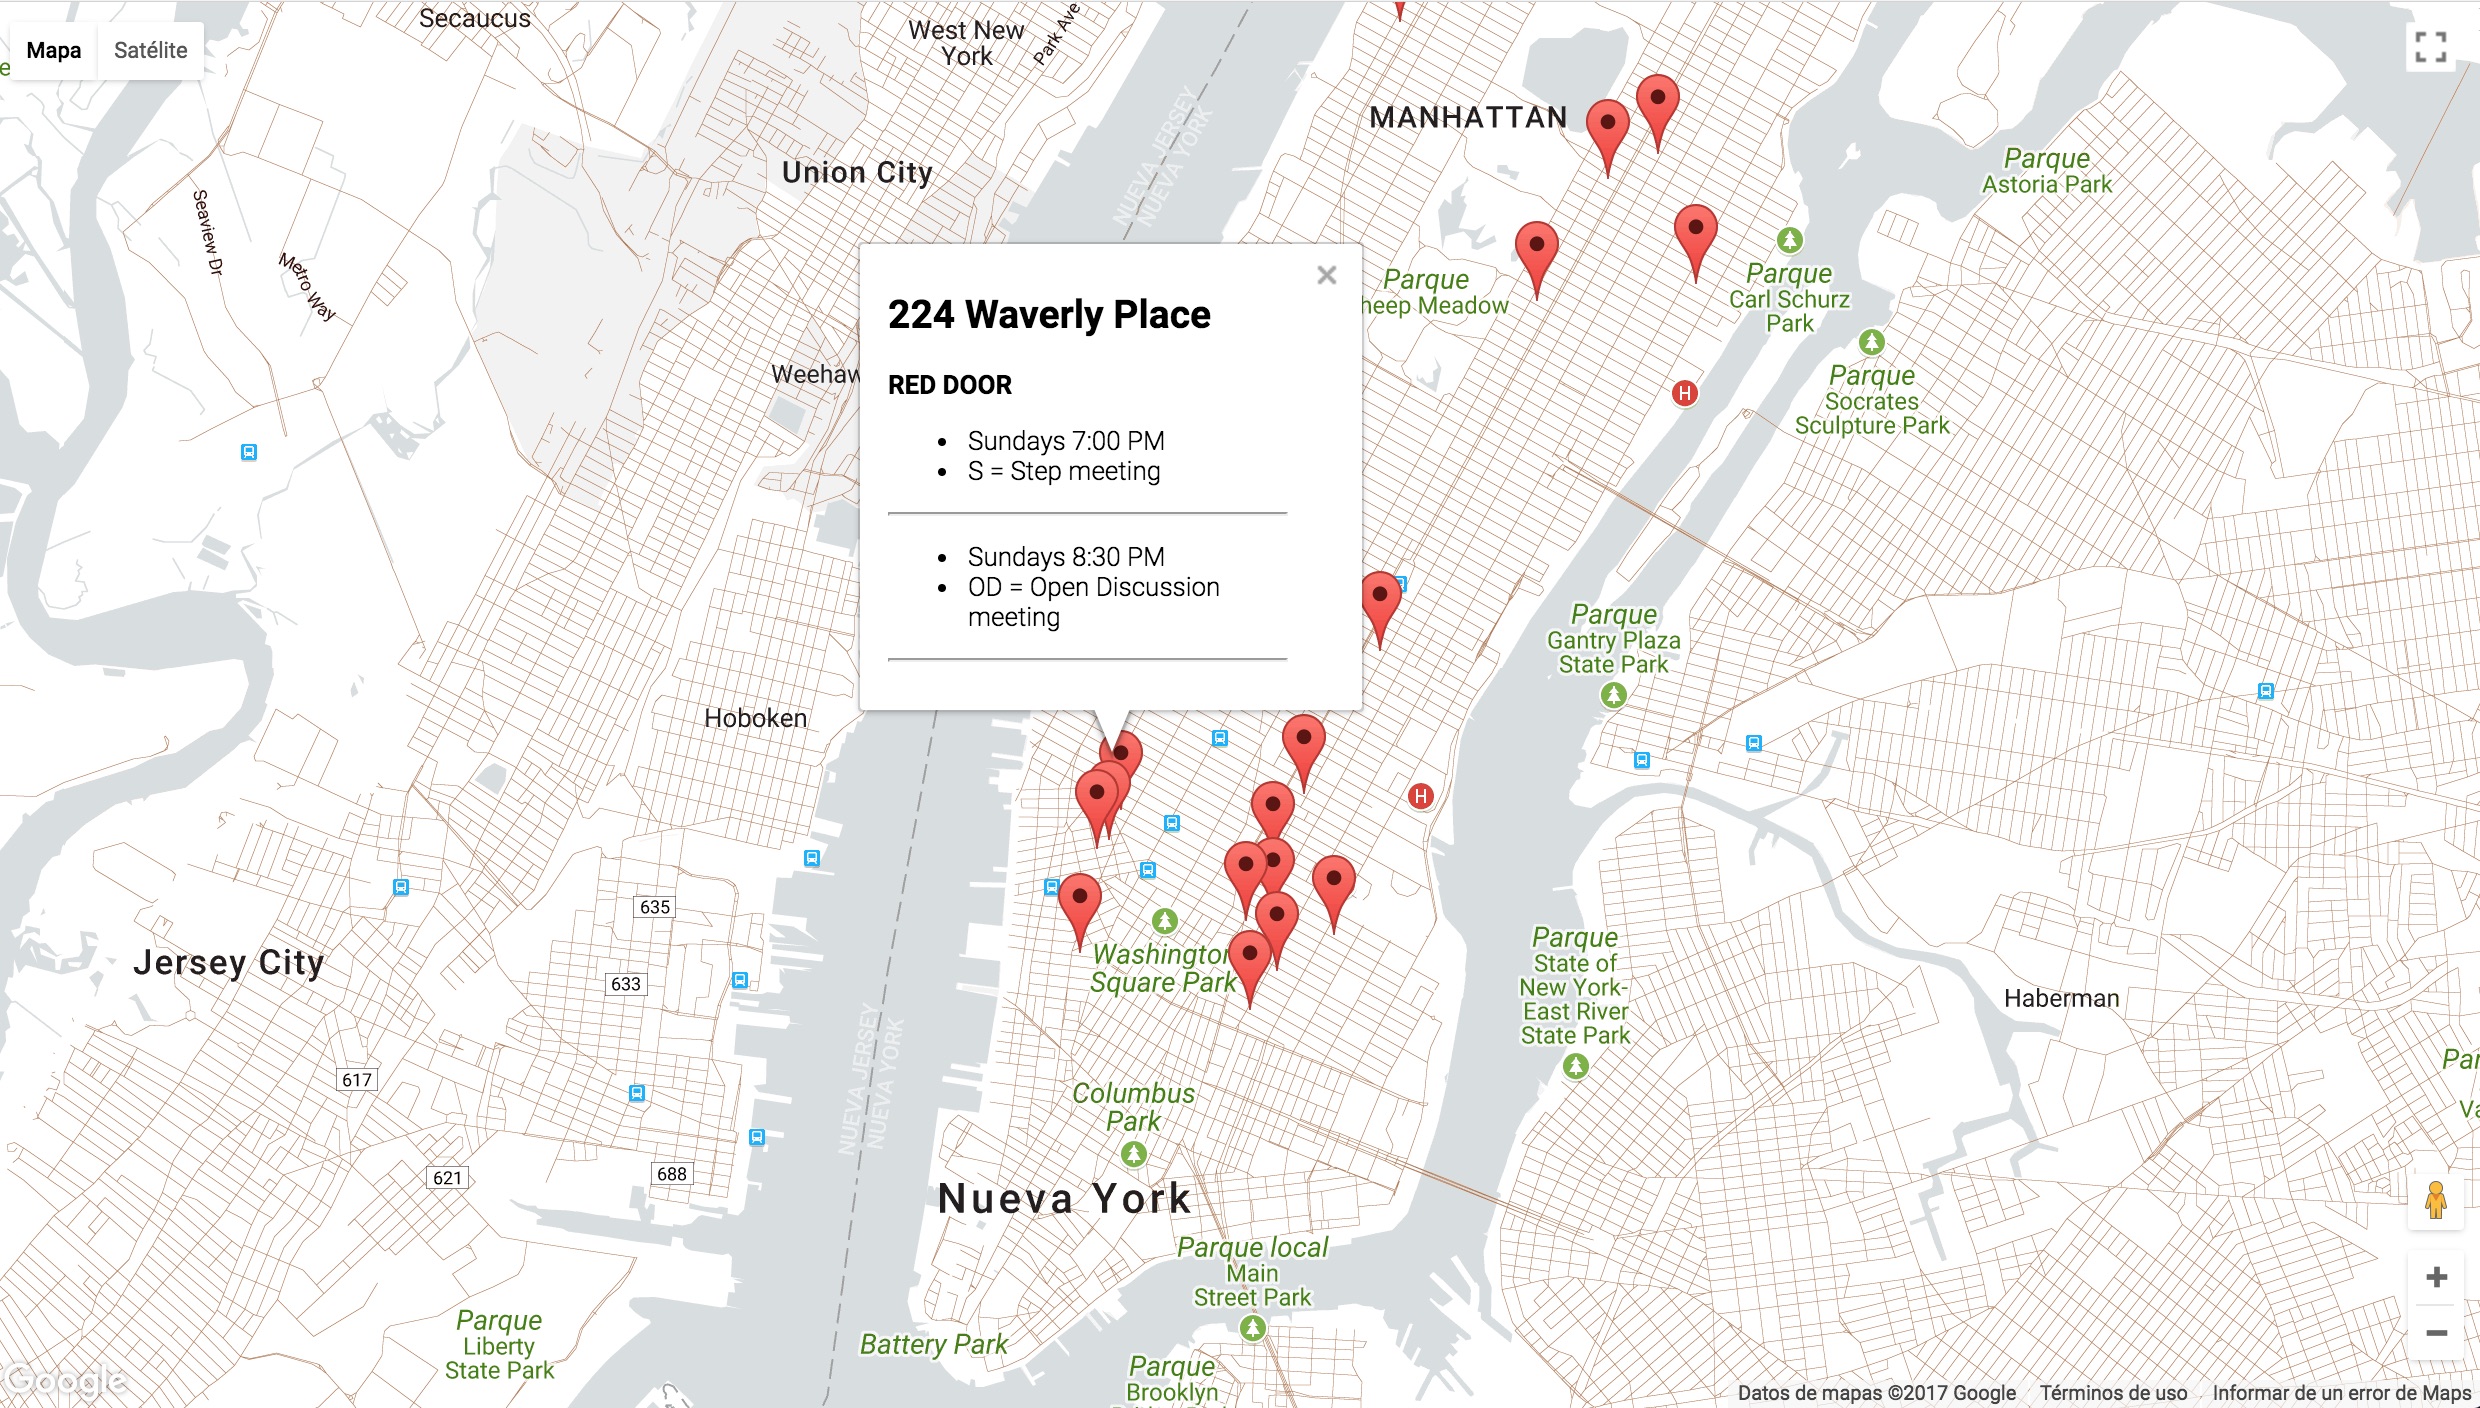 Secaucus
West New
York
Park Ave
Mapa
Satélite
MANHATTAN
NUEVA JERSEY
NUEVA YORK
Union City
Parque
Astoria Park
Seaview Dr
Metro Way
Parque
Carl Schurz
Park
Parque
heep Meadow
224 Waverly Place
RED DOOR
Sundays 7:00 PM
S = Step meeting
Sundays 8:30 PM
OD = Open Discussion
meeting
Weehaw
H
Parque
Socrates
Sculpture Park
Parque
Gantry Plaza
State Park
Hoboken
H
635
Jersey City
633
Washington
Square Park
Parque
State of
New York-
East River
State Park
Haberman
617
NUEVA JERSEY
NUEVA YORK
Columbus
Park
621
688
Nueva York
Parque local
Main
Street Park
Parque
Liberty
State Park
Battery Park
Parque
Brooklyn
Google
Datos de mapas ©2017 Google
Términos de uso
Informar de un error de Maps